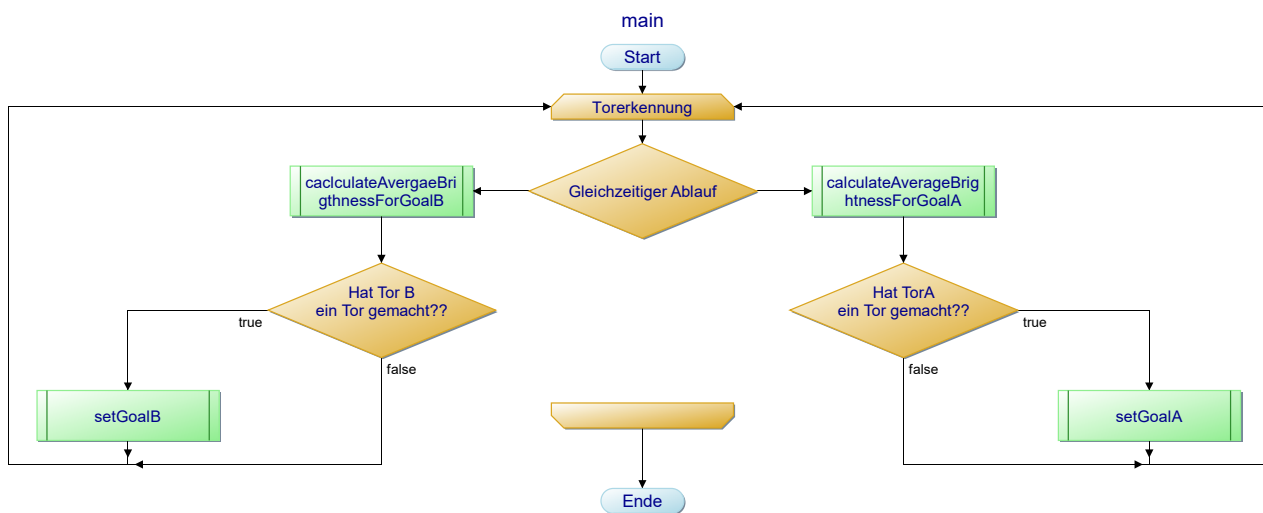 main
Start
Torerkennung
caclculateAvergaeBri
gthnessForGoalB
Gleichzeitiger Ablauf
calculateAverageBrig
htnessForGoalA
Hat Tor B
ein Tor gemacht??
true
false
Hat TorA
ein Tor gemacht??
true
false
setGoalB
setGoalA
Ende